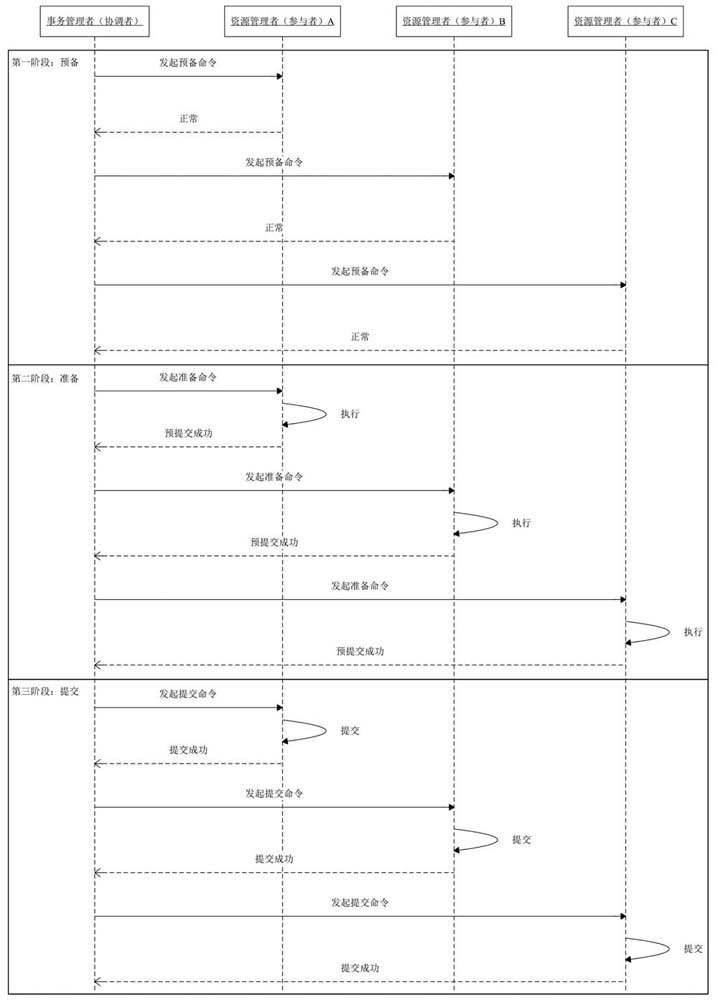 事务管理者（协调者）
资源管理者（参与者）A
资源管理者（参与者）B
资源管理者（参与者）C
第一阶段：预备
发起预备命令
正常
发起预备命令
正常
发起预备命令
正常
第二阶段：准备
发起准备命令
执行
预提交成功
发起准备命令
执行
预提交成功
发起准备命令
执行
预提交成功
第三阶段：提交
发起提交命令
提交
提交成功
发起提交命令
提交
提交成功
发起提交命令
提交
提交成功